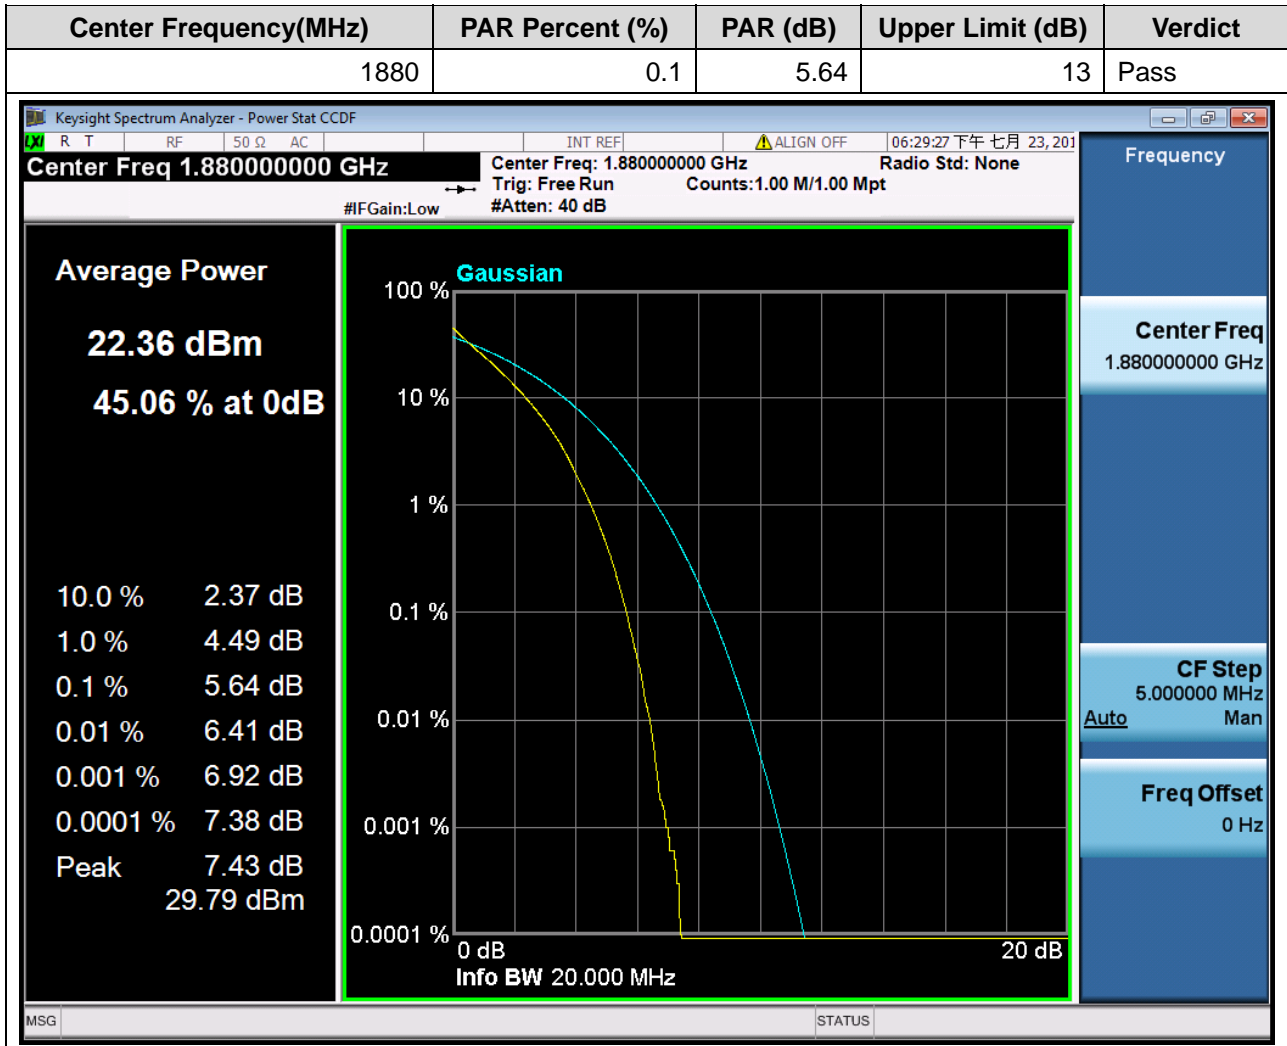 Center Frequency(MHz) PAR Percent (%) PAR (dB) Upper Limit (dB) Verdict
1880 0.1 5.64 13 Pass
Keysight Spectrum Analyzer - Power Stat CCDF
LXI R T RF 50 Ω AC INT REF ALIGN OFF 06:29:27 下午 七月 23, 201
Center Freq 1.880000000 GHz
Center Freq: 1.880000000 GHz Radio Std: None
Trig: Free Run Counts:1.00 M/1.00 Mpt
#IFGain:Low #Atten: 40 dB
Frequency
Average Power
22.36 dBm
45.06 % at 0dB
10.0 % 2.37 dB
1.0 % 4.49 dB
0.1 % 5.64 dB
0.01 % 6.41 dB
0.001 % 6.92 dB
0.0001 % 7.38 dB
Peak 7.43 dB
29.79 dBm
Gaussian
100 %
10 %
1 %
0.1 %
0.01 %
0.001 %
0.0001 %
0 dB 20 dB
Info BW 20.000 MHz
Center Freq
1.880000000 GHz
CF Step
5.000000 MHz
Auto Man
Freq Offset
0 Hz
MSG STATUS